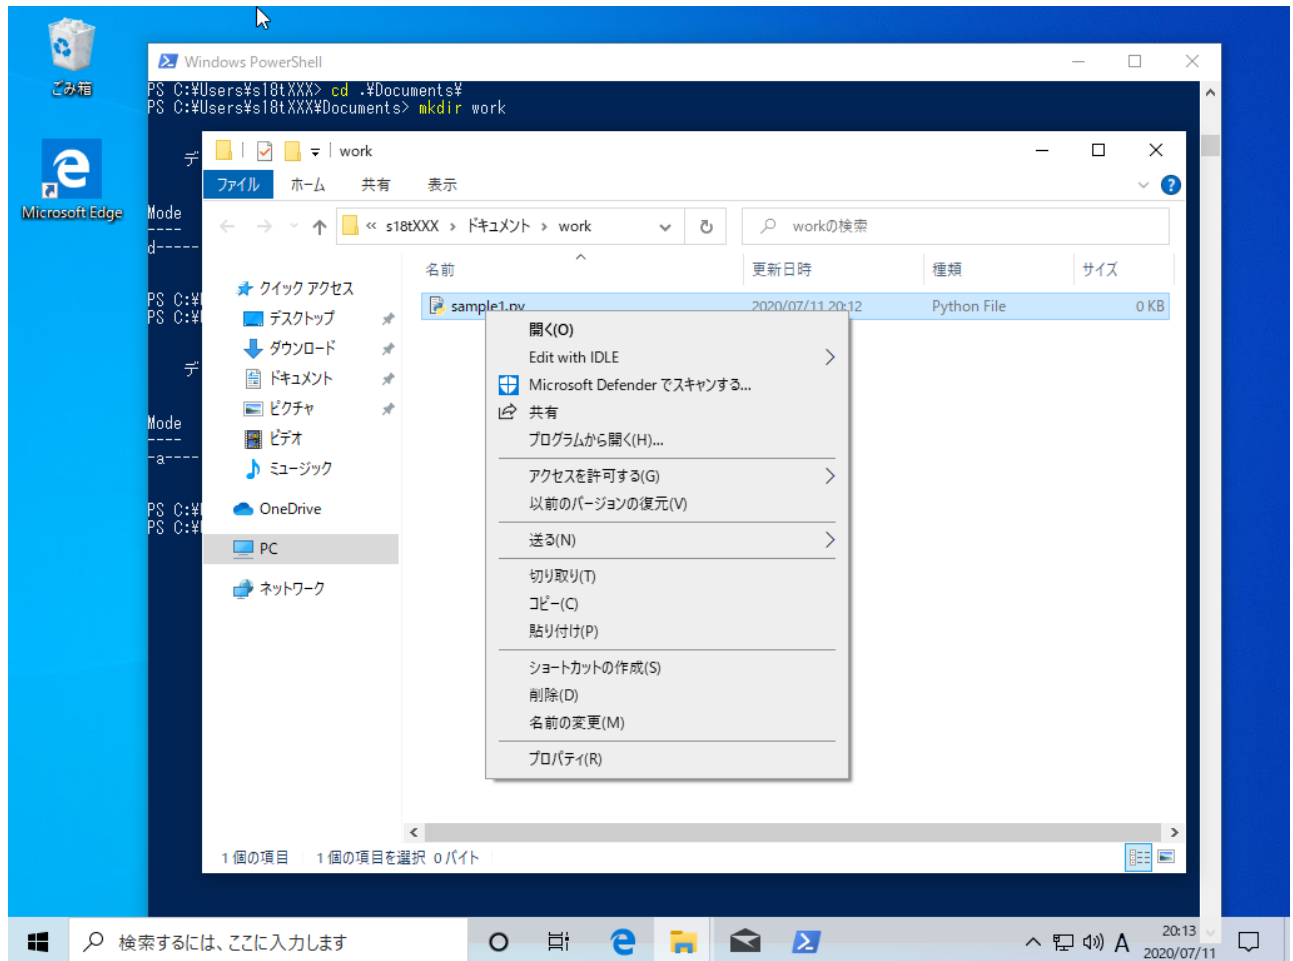 ごみ箱
Microsoft Edge
Windows PowerShell
PS C:¥Users¥s18tXXX> cd .¥Documents¥
PS C:¥Users¥s18tXXX¥Documents> mkdir work
デ
Mode
----
d-----
PS C:¥
PS C:¥
デ
Mode
----
-a----
PS C:¥
PS C:¥
work
ファイル ホーム 共有 表示
« s18tXXX › ドキュメント › work
workの検索
名前 更新日時 種類 サイズ
sample1.py 2020/07/11 20:12 Python File 0 KB
クイック アクセス
デスクトップ
ダウンロード
ドキュメント
ピクチャ
ビデオ
ミュージック
OneDrive
PC
ネットワーク
開く(O)
Edit with IDLE
Microsoft Defender でスキャンする...
共有
プログラムから開く(H)...
アクセスを許可する(G)
以前のバージョンの復元(V)
送る(N)
切り取り(T)
コピー(C)
貼り付け(P)
ショートカットの作成(S)
削除(D)
名前の変更(M)
プロパティ(R)
1 個の項目 1 個の項目を選択 0 バイト
検索するには、ここに入力します
A
20:13
2020/07/11